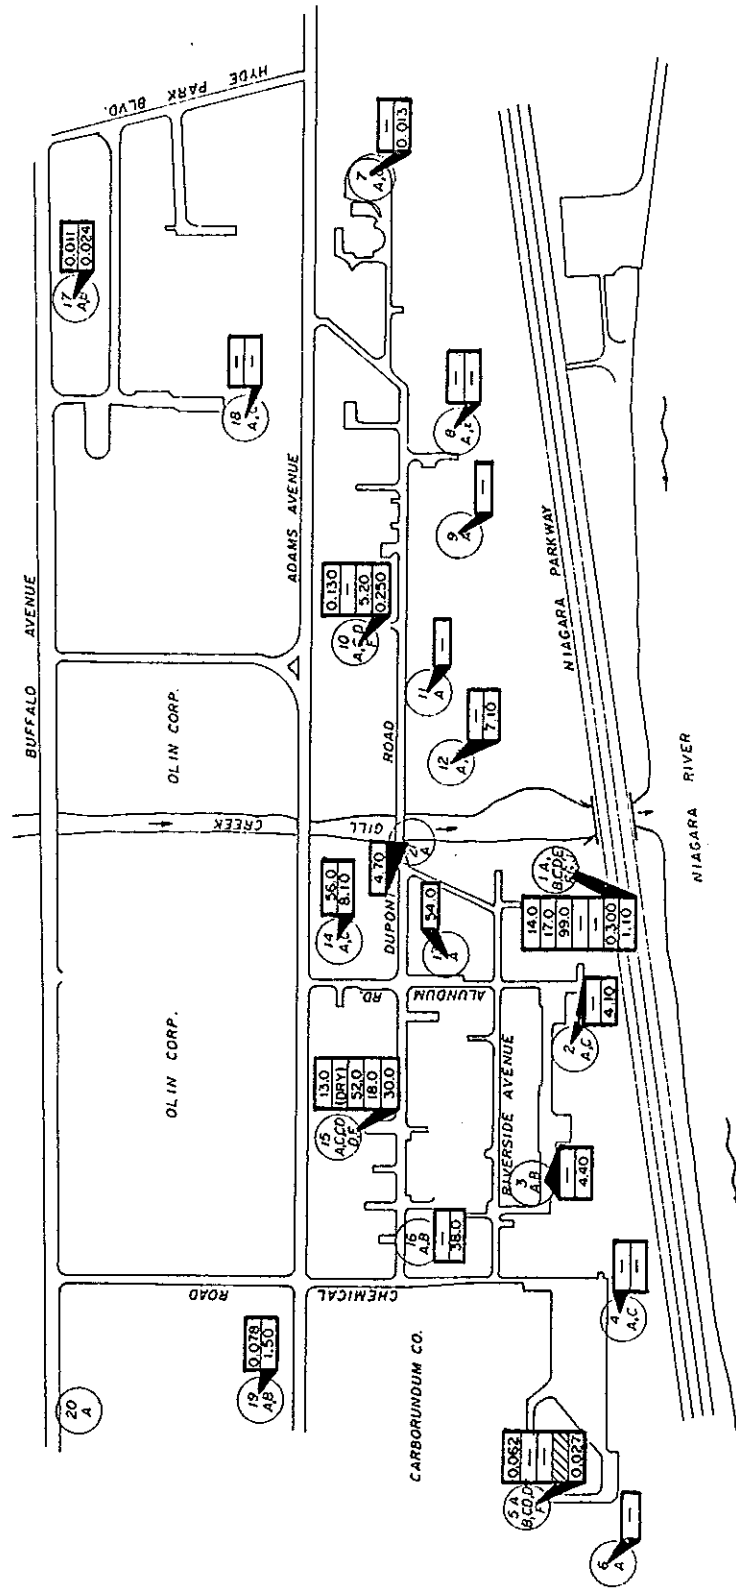 HYDE PARK BLVD.
BUFFALO AVENUE
ADAMS AVENUE
OLIN CORP.
OLIN CORP.
GILL CREEK
DUPONT ROAD
ALUNDUM RD.
RIVERSIDE AVENUE
CHEMICAL ROAD
CARBORUNDUM CO.
NIAGARA PARKWAY
NIAGARA RIVER
17
A,B
0.011
0.024
18
A,C
—
—
7
—
0.013
8
—
—
9
A
—
10
A,C,D
F
0.130
—
5.20
0.250
11
A
—
12
—
7.10
21
A
4.70
14
A,C
56.0
8.10
A
54.0
1 A,
14.0
17.0
99.0
—
—
0.300
1.10
2
A,C
—
4.10
15
A,C,CD
D,F
13.0
(DRY)
52.0
18.0
30.0
3
A,B
—
4.40
16
A,B
—
38.0
4
A,C
—
—
19
A,B
0.078
1.50
20
A
5 A
B,CD,D
F
0.062
—
—
0.027
6
A
—